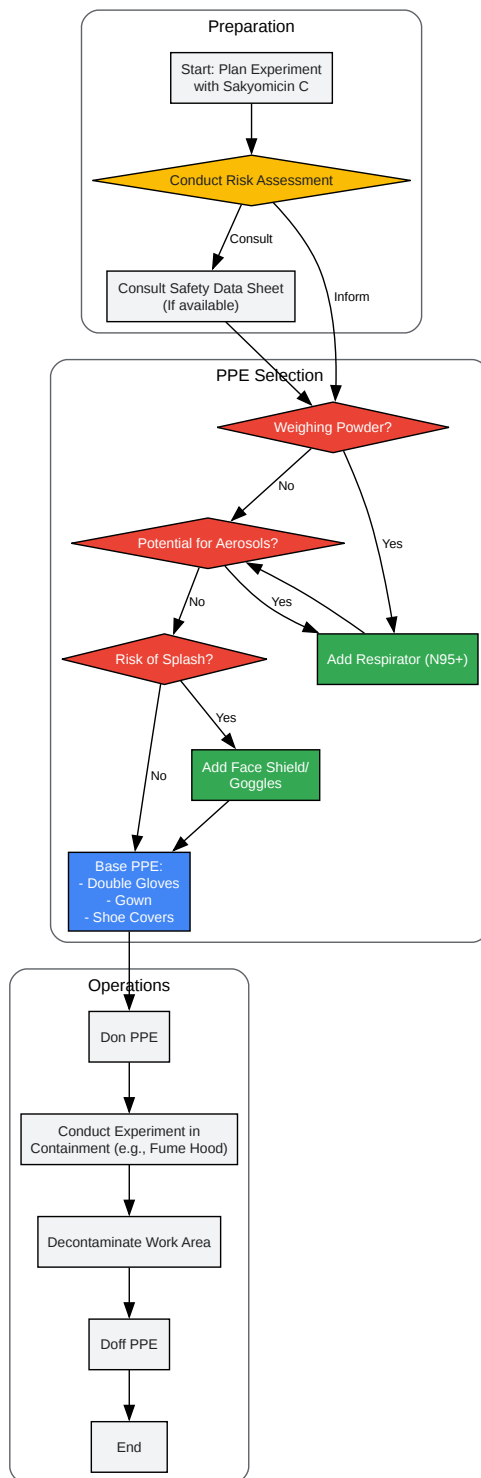 Preparation
Start: Plan Experiment
with Sakyomicin C
Conduct Risk Assessment
Consult
Consult Safety Data Sheet
(If available)
Inform
PPE Selection
Weighing Powder?
No
Yes
Potential for Aerosols?
No
Yes
Risk of Splash?
Add Respirator (N95+)
Yes
No
Add Face Shield/
Goggles
Base PPE:
- Double Gloves
- Gown
- Shoe Covers
Operations
Don PPE
Conduct Experiment in
Containment (e.g., Fume Hood)
Decontaminate Work Area
Doff PPE
End